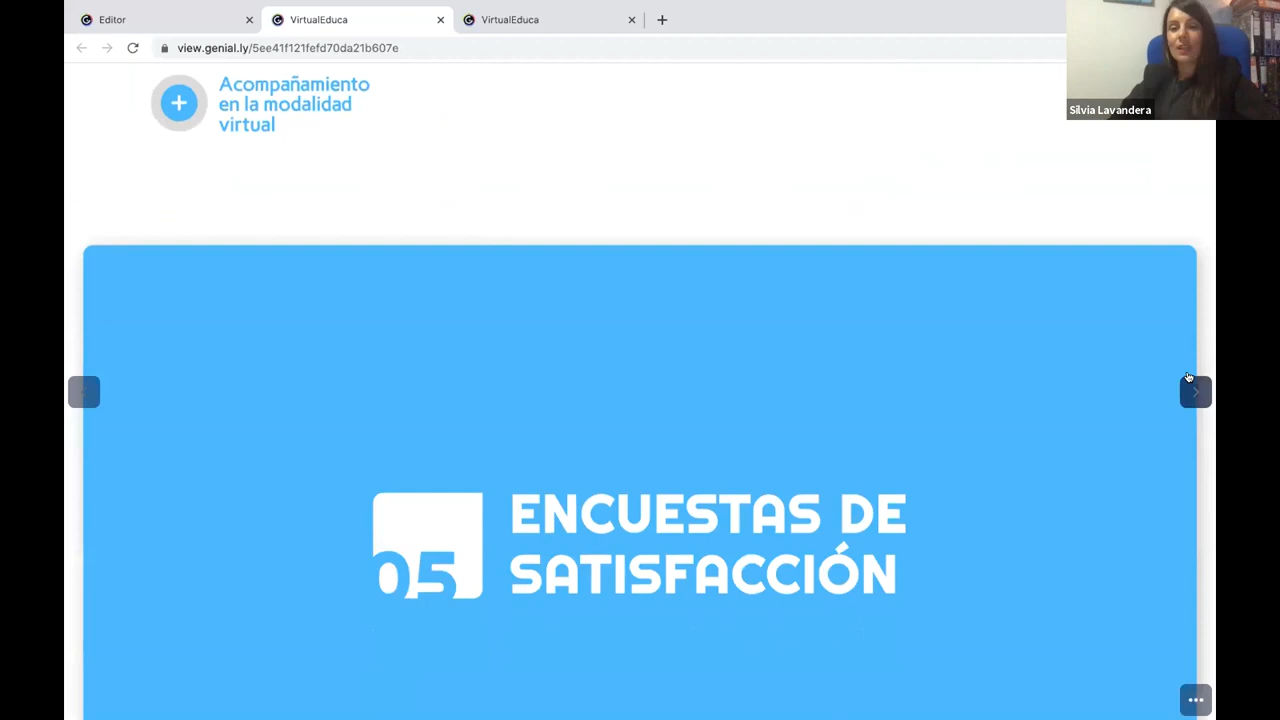 Editor
VirtualEduca
VirtualEduca
view.genial.ly/5ee41f121fefd70da21b607e
Acompañamiento
en la modalidad
virtual
Silvia Lavandera
05
ENCUESTAS DE
SATISFACCIÓN